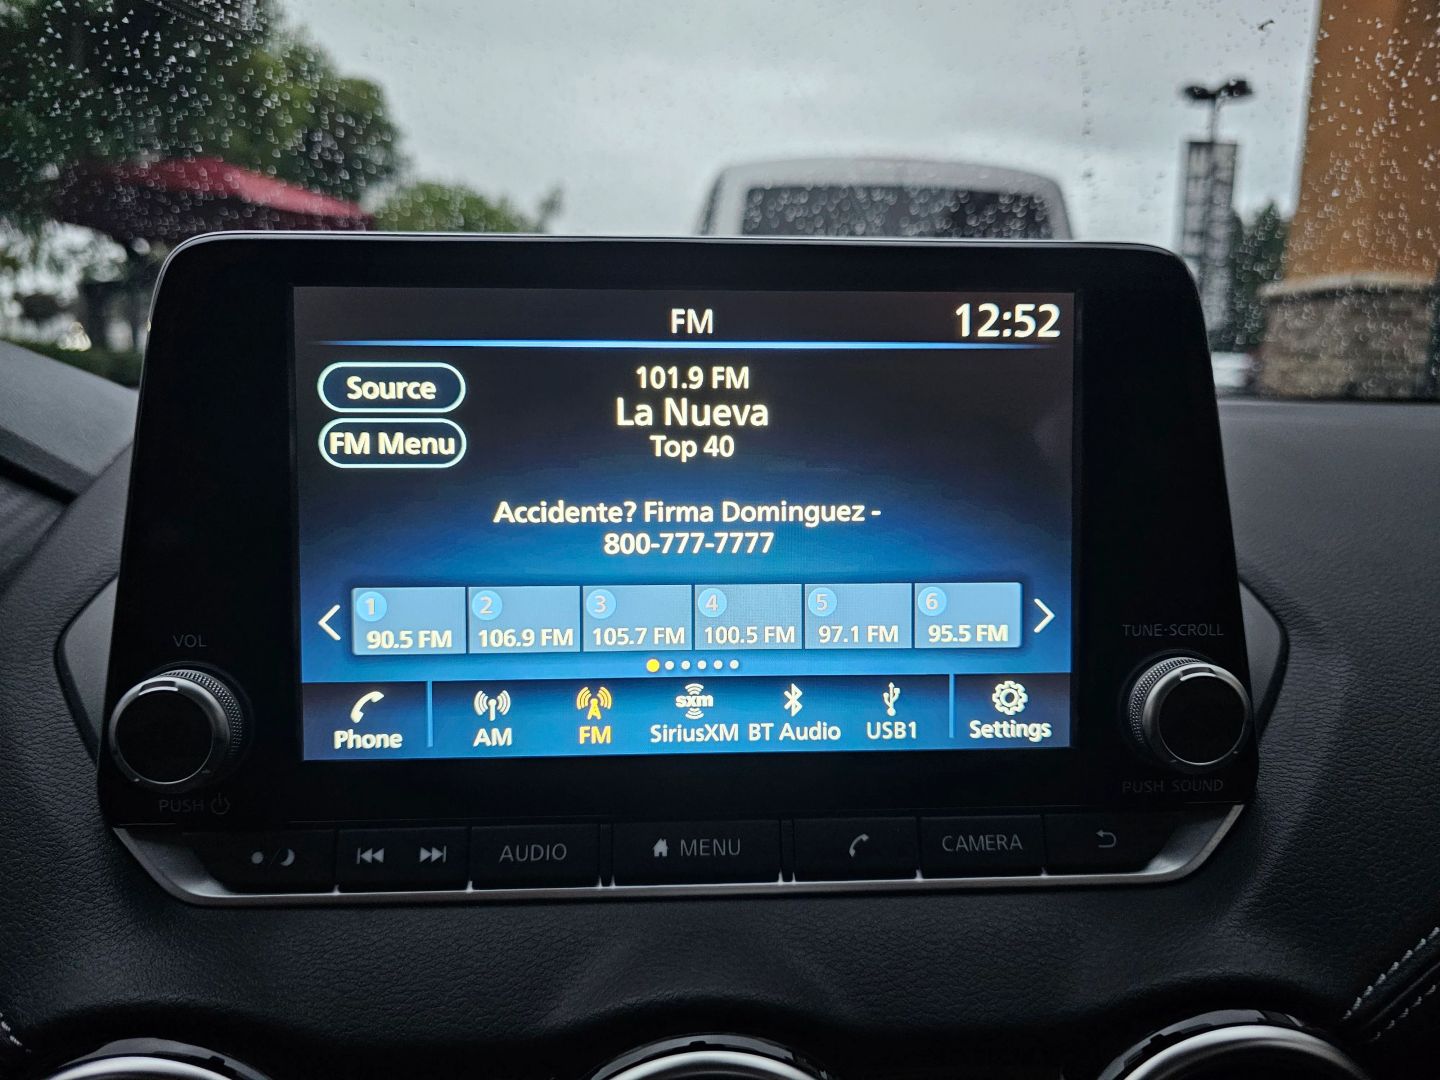 FM
12:52
Source
FM Menu
101.9 FM
La Nueva
Top 40
Accidente? Firma Dominguez -
800-777-7777
1
90.5 FM
2
106.9 FM
3
105.7 FM
4
100.5 FM
5
97.1 FM
6
95.5 FM
Phone
AM
FM
sxm
SiriusXM
BT Audio
USB1
Settings
VOL
PUSH
TUNE·SCROLL
PUSH SOUND
AUDIO
MENU
CAMERA